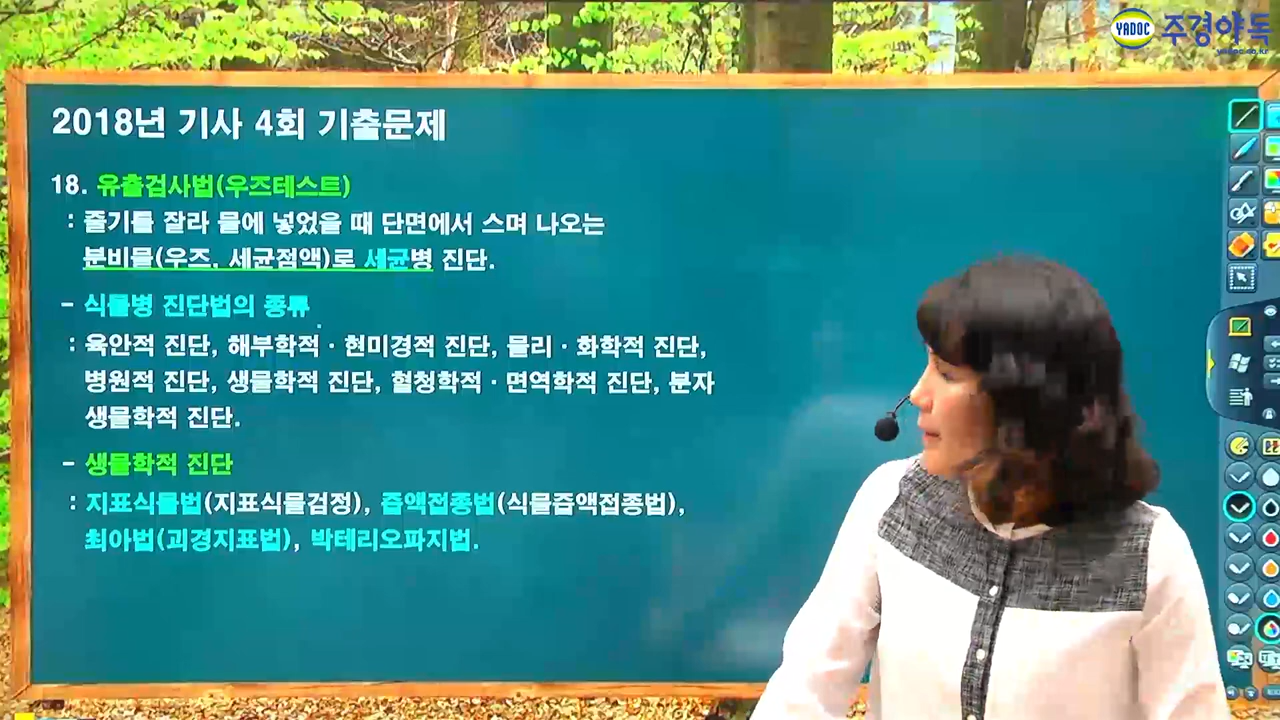 YADOC 주경야독
yadoc.co.kr
2018년 기사 4회 기출문제
18. 유출검사법(우즈테스트)
: 줄기를 잘라 물에 넣었을 때 단면에서 스며 나오는
분비물(우즈, 세균점액)로 세균병 진단.
- 식물병 진단법의 종류
: 육안적 진단, 해부학적 · 현미경적 진단, 물리 · 화학적 진단,
병원적 진단, 생물학적 진단, 혈청학적 · 면역학적 진단, 분자
생물학적 진단.
- 생물학적 진단
: 지표식물법(지표식물검정), 즙액접종법(식물즙액접종법),
최아법(괴경지표법), 박테리오파지법.